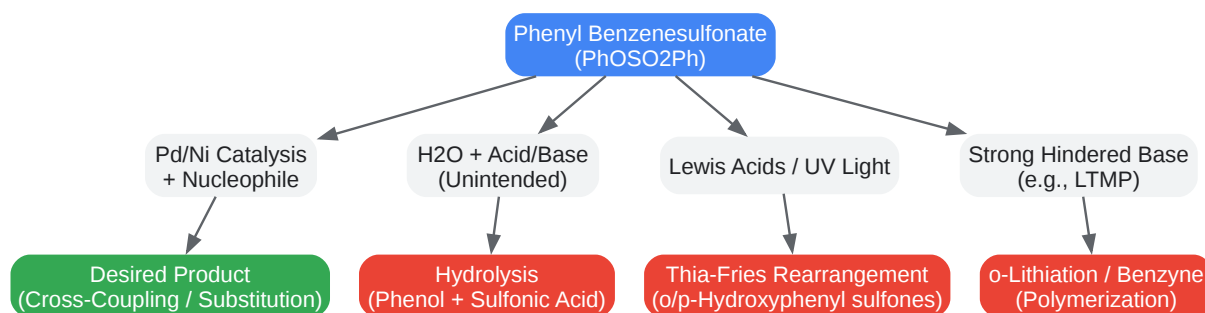 Phenyl Benzenesulfonate
(PhOSO2Ph)
Pd/Ni Catalysis
+ Nucleophile
H2O + Acid/Base
(Unintended)
Lewis Acids / UV Light
Strong Hindered Base
(e.g., LTMP)
Desired Product
(Cross-Coupling / Substitution)
Hydrolysis
(Phenol + Sulfonic Acid)
Thia-Fries Rearrangement
(o/p-Hydroxyphenyl sulfones)
o-Lithiation / Benzyne
(Polymerization)